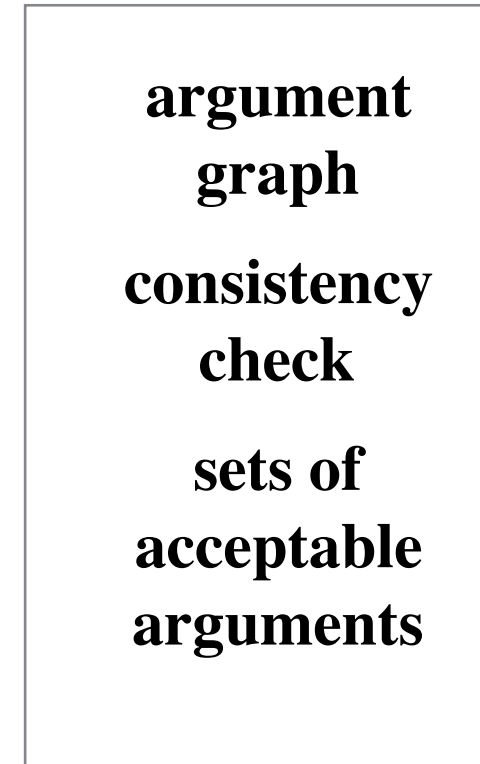 argument
graph
consistency
check
sets of
acceptable
arguments